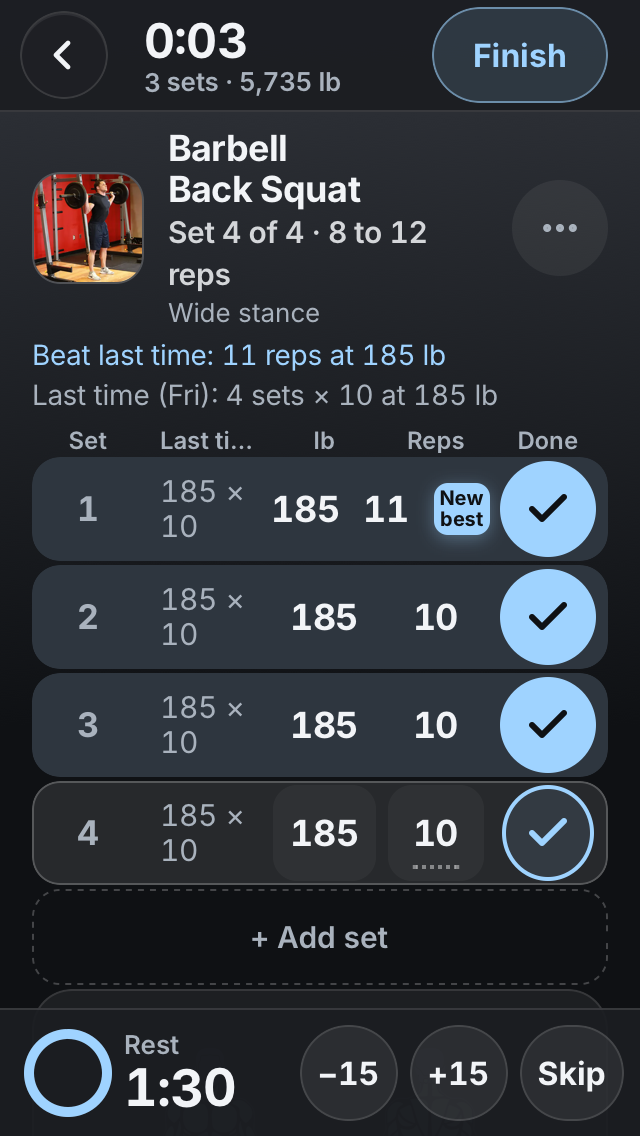 0:03
3 sets · 5,735 lb
Finish
Barbell
Back Squat
Set 4 of 4 · 8 to 12
reps
Wide stance
Beat last time: 11 reps at 185 lb
Last time (Fri): 4 sets × 10 at 185 lb
Set Last ti... lb Reps Done
1 185 × 10 185 11 New best
2 185 × 10 185 10
3 185 × 10 185 10
4 185 × 10 185 10
+ Add set
Rest
1:30
−15 +15 Skip